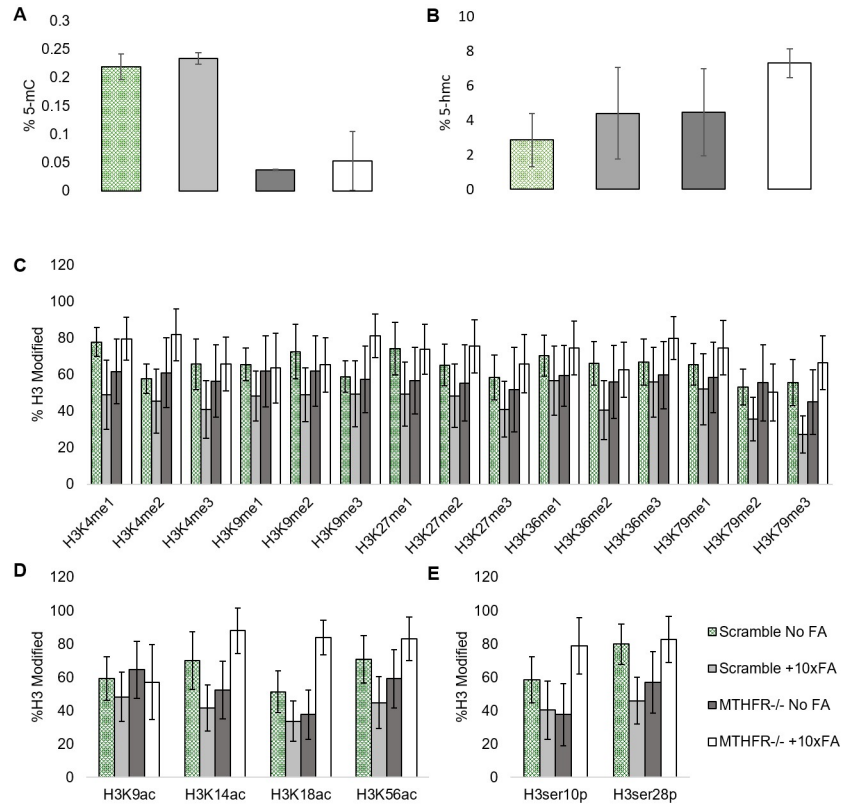 A
0.3
0.25
0.2
0.15
0.1
0.05
0
% 5-mC
B
10
8
6
4
2
0
% 5-hmc
C
120
100
80
60
40
20
0
% H3 Modified
H3K4me1
H3K4me2
H3K4me3
H3K9me1
H3K9me2
H3K9me3
H3K27me1
H3K27me2
H3K27me3
H3K36me1
H3K36me2
H3K36me3
H3K79me1
H3K79me2
H3K79me3
D
120
100
80
60
40
20
0
%H3 Modified
H3K9ac
H3K14ac
H3K18ac
H3K56ac
E
120
100
80
60
40
20
0
%H3 Modified
H3ser10p
H3ser28p
Scramble No FA
Scramble +10xFA
MTHFR-/- No FA
MTHFR-/- +10xFA